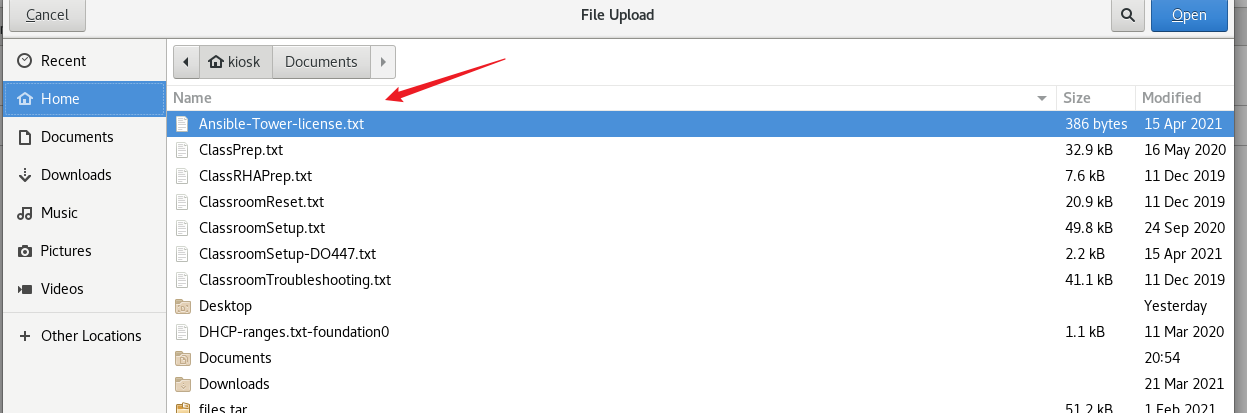 Cancel File Upload Open
Recent
Home
Documents
Downloads
Music
Pictures
Videos
Other Locations
kiosk Documents
Name Size Modified
Ansible-Tower-license.txt 386 bytes 15 Apr 2021
ClassPrep.txt 32.9 kB 16 May 2020
ClassRHAPrep.txt 7.6 kB 11 Dec 2019
ClassroomReset.txt 20.9 kB 11 Dec 2019
ClassroomSetup.txt 49.8 kB 24 Sep 2020
ClassroomSetup-DO447.txt 2.2 kB 15 Apr 2021
ClassroomTroubleshooting.txt 41.1 kB 11 Dec 2019
Desktop Yesterday
DHCP-ranges.txt-foundation0 1.1 kB 11 Mar 2020
Documents 20:54
Downloads 21 Mar 2021
files.tar 51.2 kB 1 Feb 2021